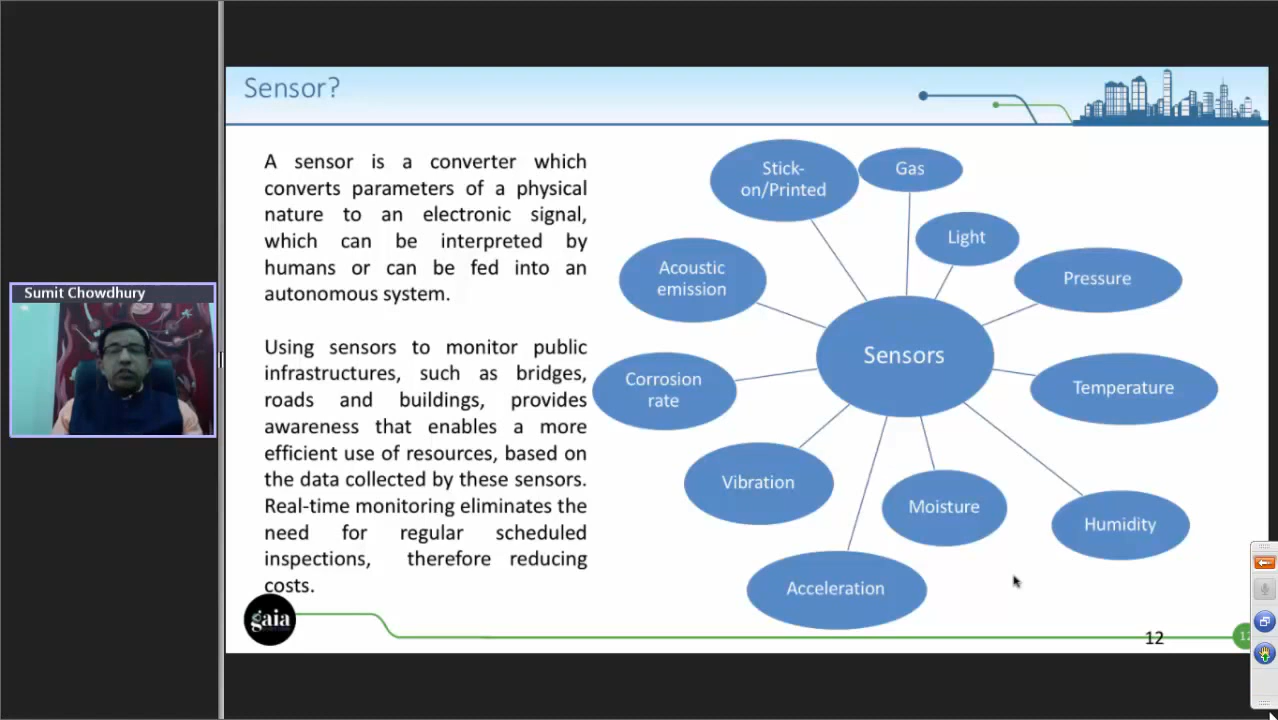 Sensor?
Sumit Chowdhury
A sensor is a converter which
converts parameters of a physical
nature to an electronic signal,
which can be interpreted by
humans or can be fed into an
autonomous system.
Using sensors to monitor public
infrastructures, such as bridges,
roads and buildings, provides
awareness that enables a more
efficient use of resources, based on
the data collected by these sensors.
Real-time monitoring eliminates the
need for regular scheduled
inspections, therefore reducing
costs.
Stick-
on/Printed
Gas
Light
Acoustic
emission
Pressure
Sensors
Corrosion
rate
Temperature
Vibration
Moisture
Humidity
Acceleration
gaia
12